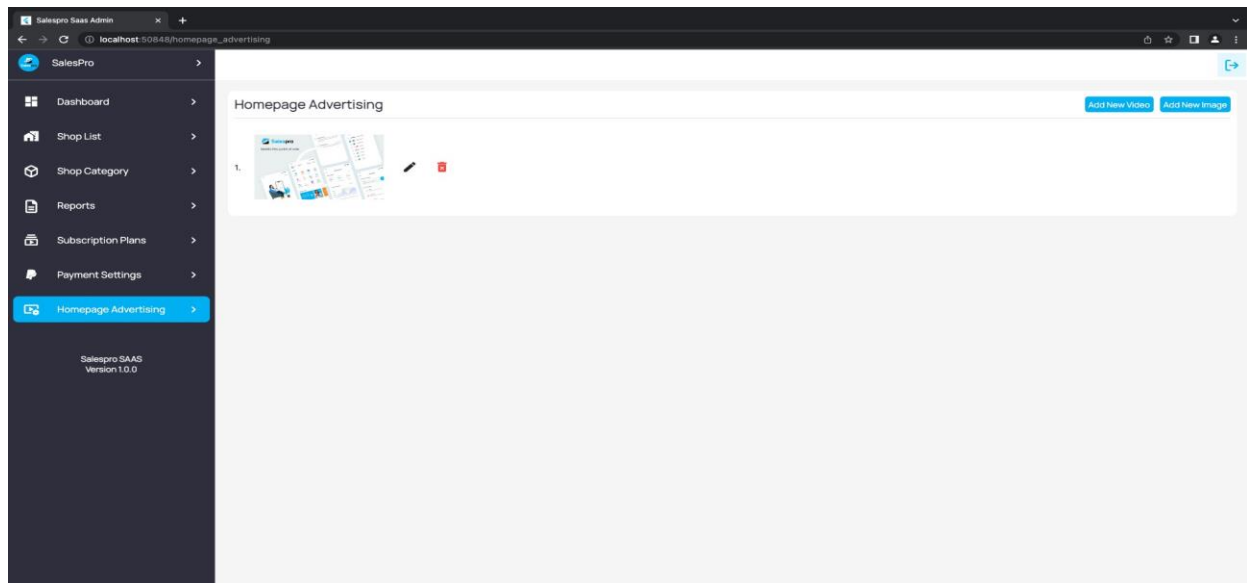 Salespro Saas Admin
localhost:50848/homepage_advertising
SalesPro
Dashboard
Shop List
Shop Category
Reports
Subscription Plans
Payment Settings
Homepage Advertising
Salespro SAAS
Version 1.0.0
Homepage Advertising
Add New Video Add New Image
1.
Salespro